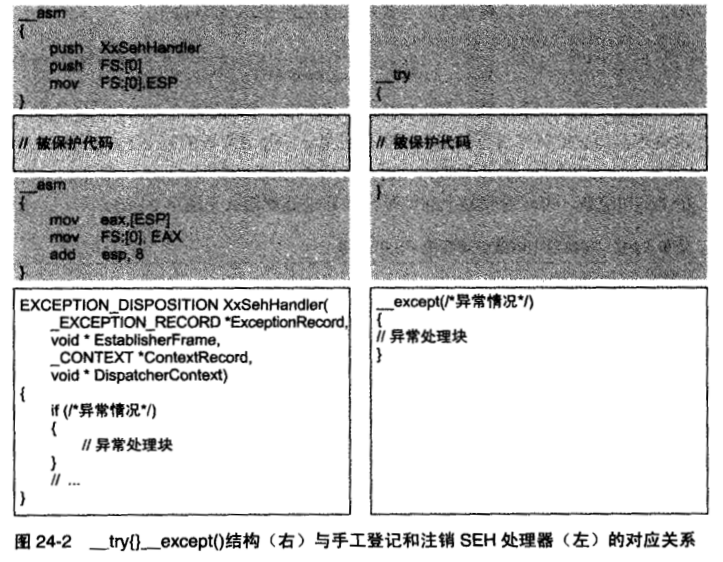 __asm
{
push XxSehHandler
push FS:[0]
mov FS:[0],ESP
}
// 被保护代码
__asm
{
mov eax,[ESP]
mov FS:[0], EAX
add esp, 8
}
EXCEPTION_DISPOSITION XxSehHandler(
_EXCEPTION_RECORD *ExceptionRecord,
void * EstablisherFrame,
_CONTEXT *ContextRecord,
void * DispatcherContext)
{
if (/*异常情况*/)
{
// 异常处理块
}
// ...
}
__try
{
// 被保护代码
}
__except(/*异常情况*/)
{
// 异常处理块
}
图 24-2 __try{}__except()结构（右）与手工登记和注销 SEH 处理器（左）的对应关系